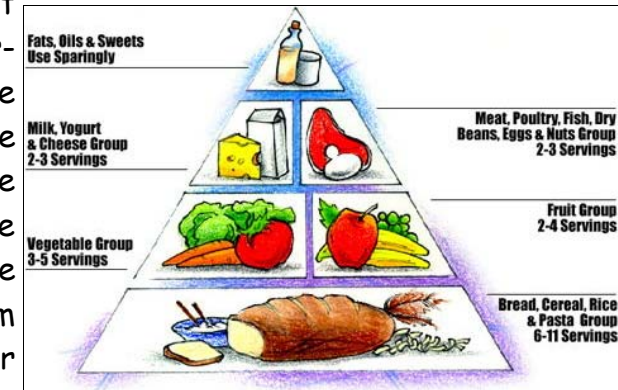 Fats, Oils & Sweets
Use Sparingly
Milk, Yogurt
& Cheese Group
2-3 Servings
Meat, Poultry, Fish, Dry
Beans, Eggs & Nuts Group
2-3 Servings
Vegetable Group
3-5 Servings
Fruit Group
2-4 Servings
Bread, Cereal, Rice
& Pasta Group
6-11 Servings